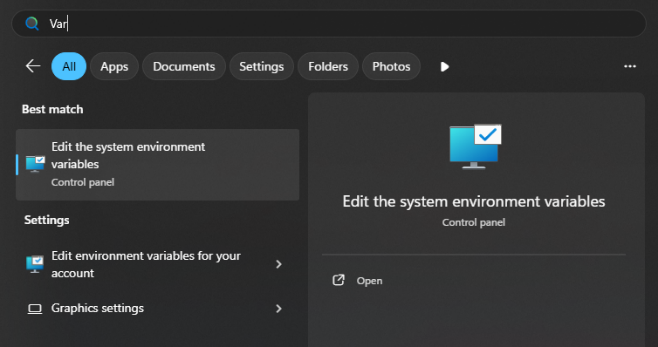 Var
All
Apps
Documents
Settings
Folders
Photos
Best match
Edit the system environment
variables
Control panel
Settings
Edit environment variables for your
account
Graphics settings
Edit the system environment variables
Control panel
Open